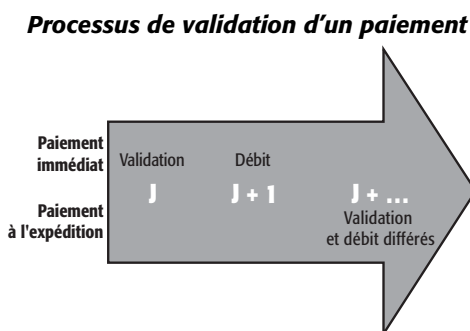 Processus de validation d'un paiement
Paiement
immédiat
Validation
Débit
J
J + 1
J + ...
Paiement
à l'expédition
Validation
et débit différés